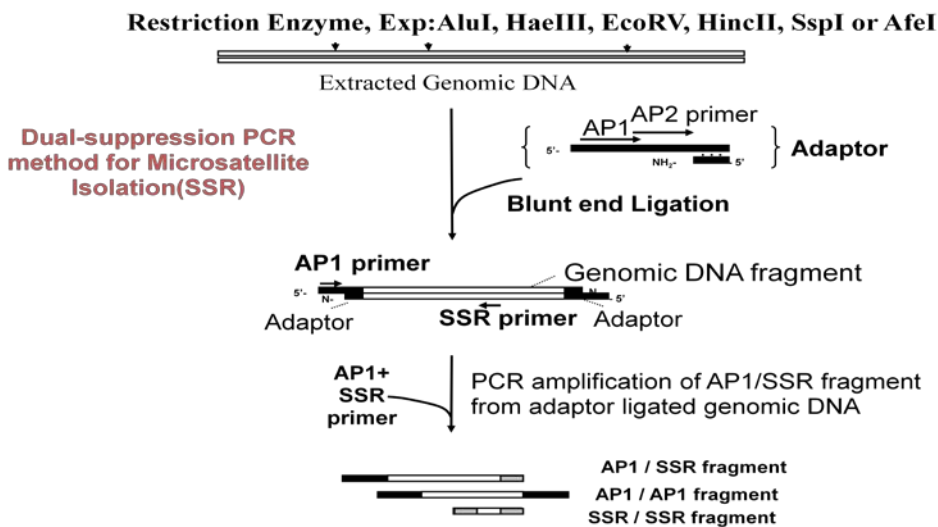 Restriction Enzyme, Exp:AluI, HaeIII, EcoRV, HincII, SspI or AfeI
Extracted Genomic DNA
Dual-suppression PCR
method for Microsatellite
Isolation(SSR)
AP2 primer
AP1
5'-
NH₂-
5'
Adaptor
Blunt end Ligation
AP1 primer
Genomic DNA fragment
5'-
N-
N
5'
Adaptor
SSR primer
Adaptor
AP1+
SSR
primer
PCR amplification of AP1/SSR fragment
from adaptor ligated genomic DNA
AP1 / SSR fragment
AP1 / AP1 fragment
SSR / SSR fragment